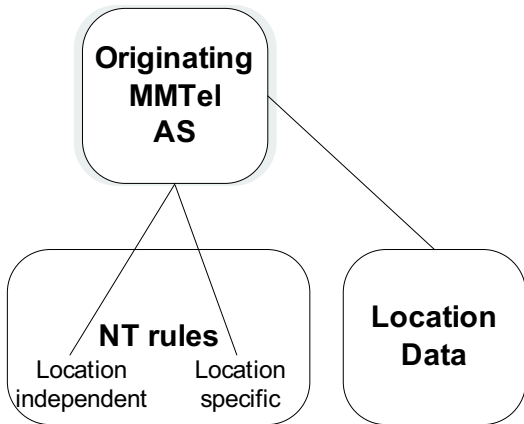 Originating
MMTel
AS
NT rules
Location
independent
Location
specific
Location
Data